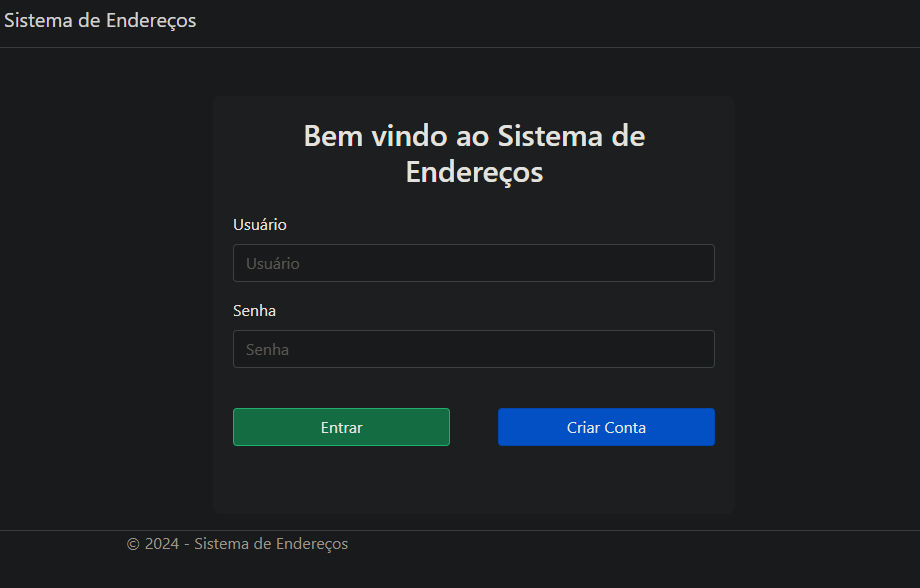 Sistema de Endereços
Bem vindo ao Sistema de
Endereços
Usuário
Usuário
Senha
Senha
Entrar
Criar Conta
© 2024 - Sistema de Endereços